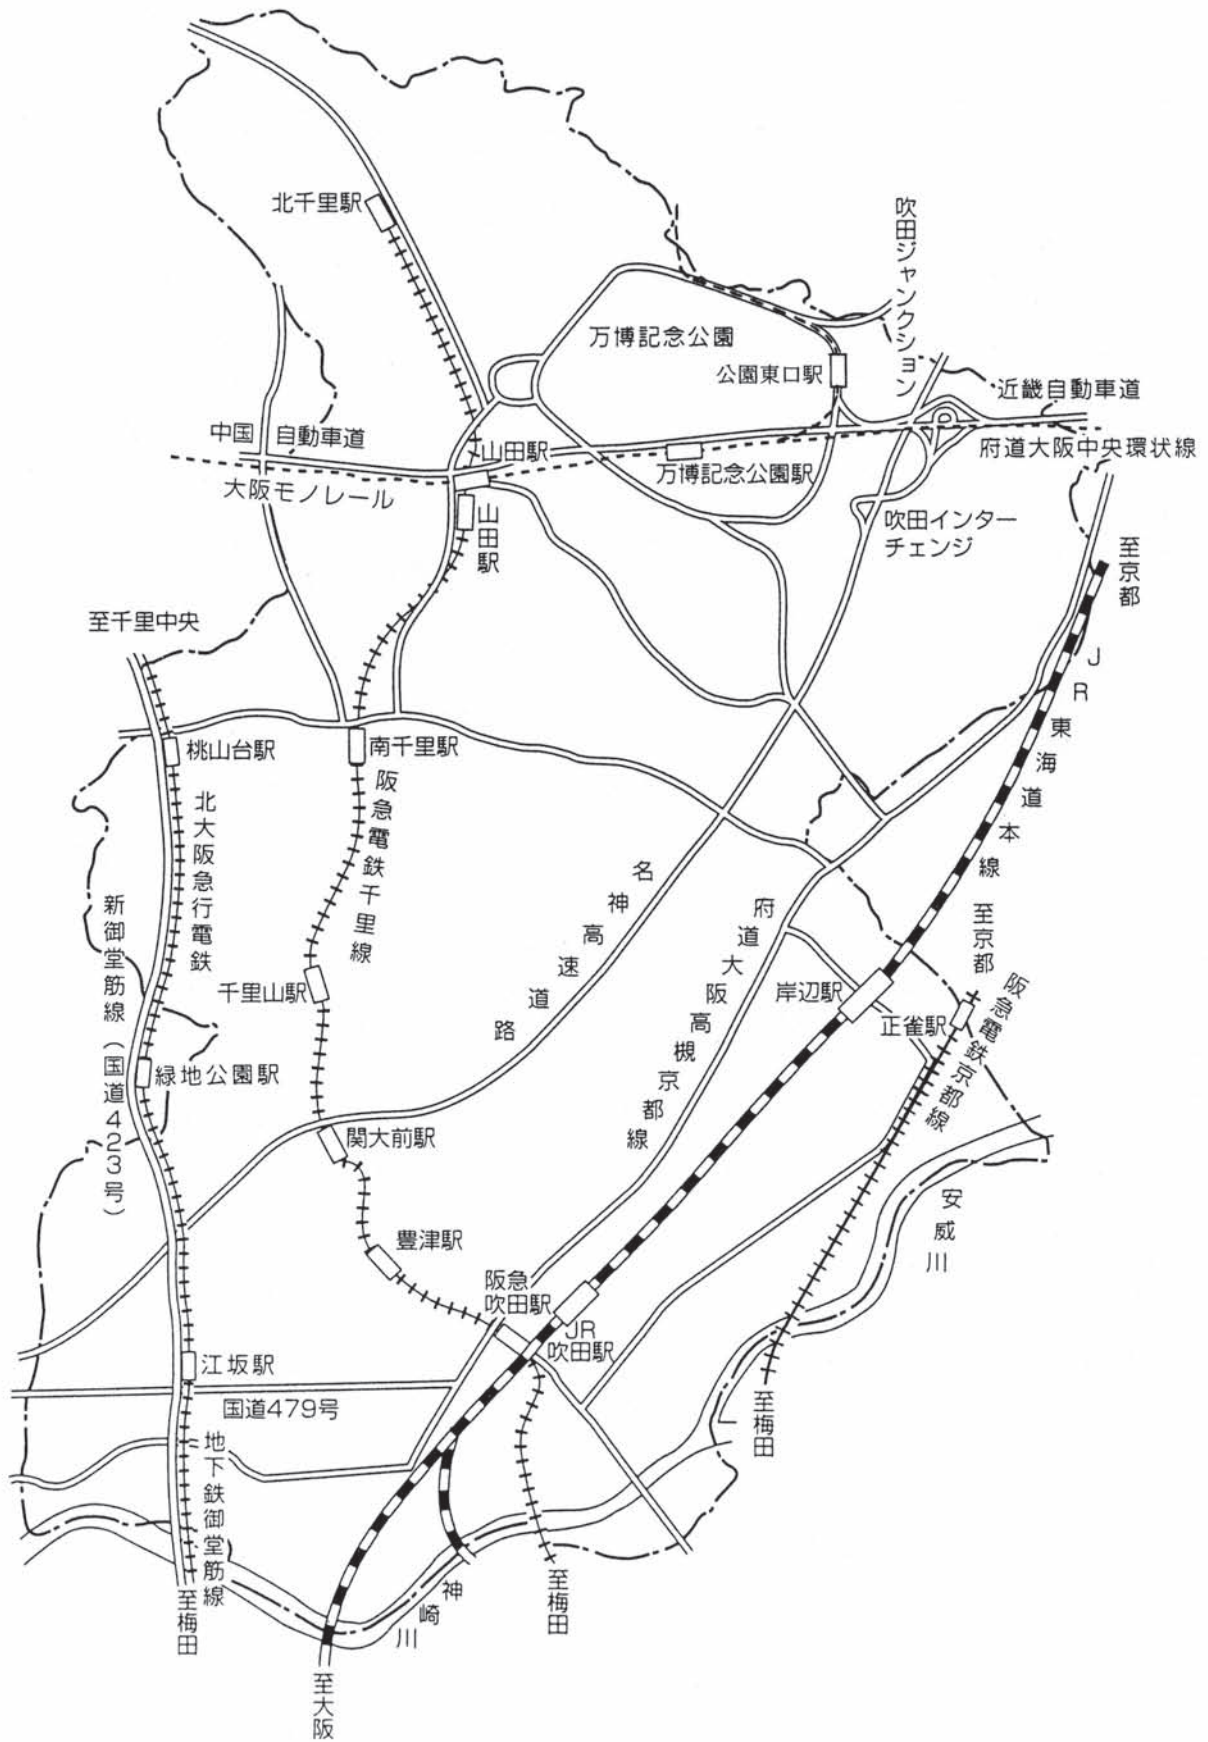 北千里駅
吹田ジャンクション
万博記念公園
公園東口駅
近畿自動車道
中国自動車道
山田駅
万博記念公園駅
府道大阪中央環状線
大阪モノレール
山田駅
吹田インター
チェンジ
至京都
至千里中央
JR東海道本線
桃山台駅
南千里駅
阪急電鉄千里線
北大阪急行電鉄
名神高速道路
府道大阪高槻京都線
新御堂筋線(国道423号)
至京都
千里山駅
岸辺駅
正雀駅
阪急電鉄京都線
緑地公園駅
関大前駅
安威川
豊津駅
阪急
吹田駅
JR
吹田駅
江坂駅
国道479号
至梅田
地下鉄御堂筋線
至梅田
至梅田
神崎川
至大阪